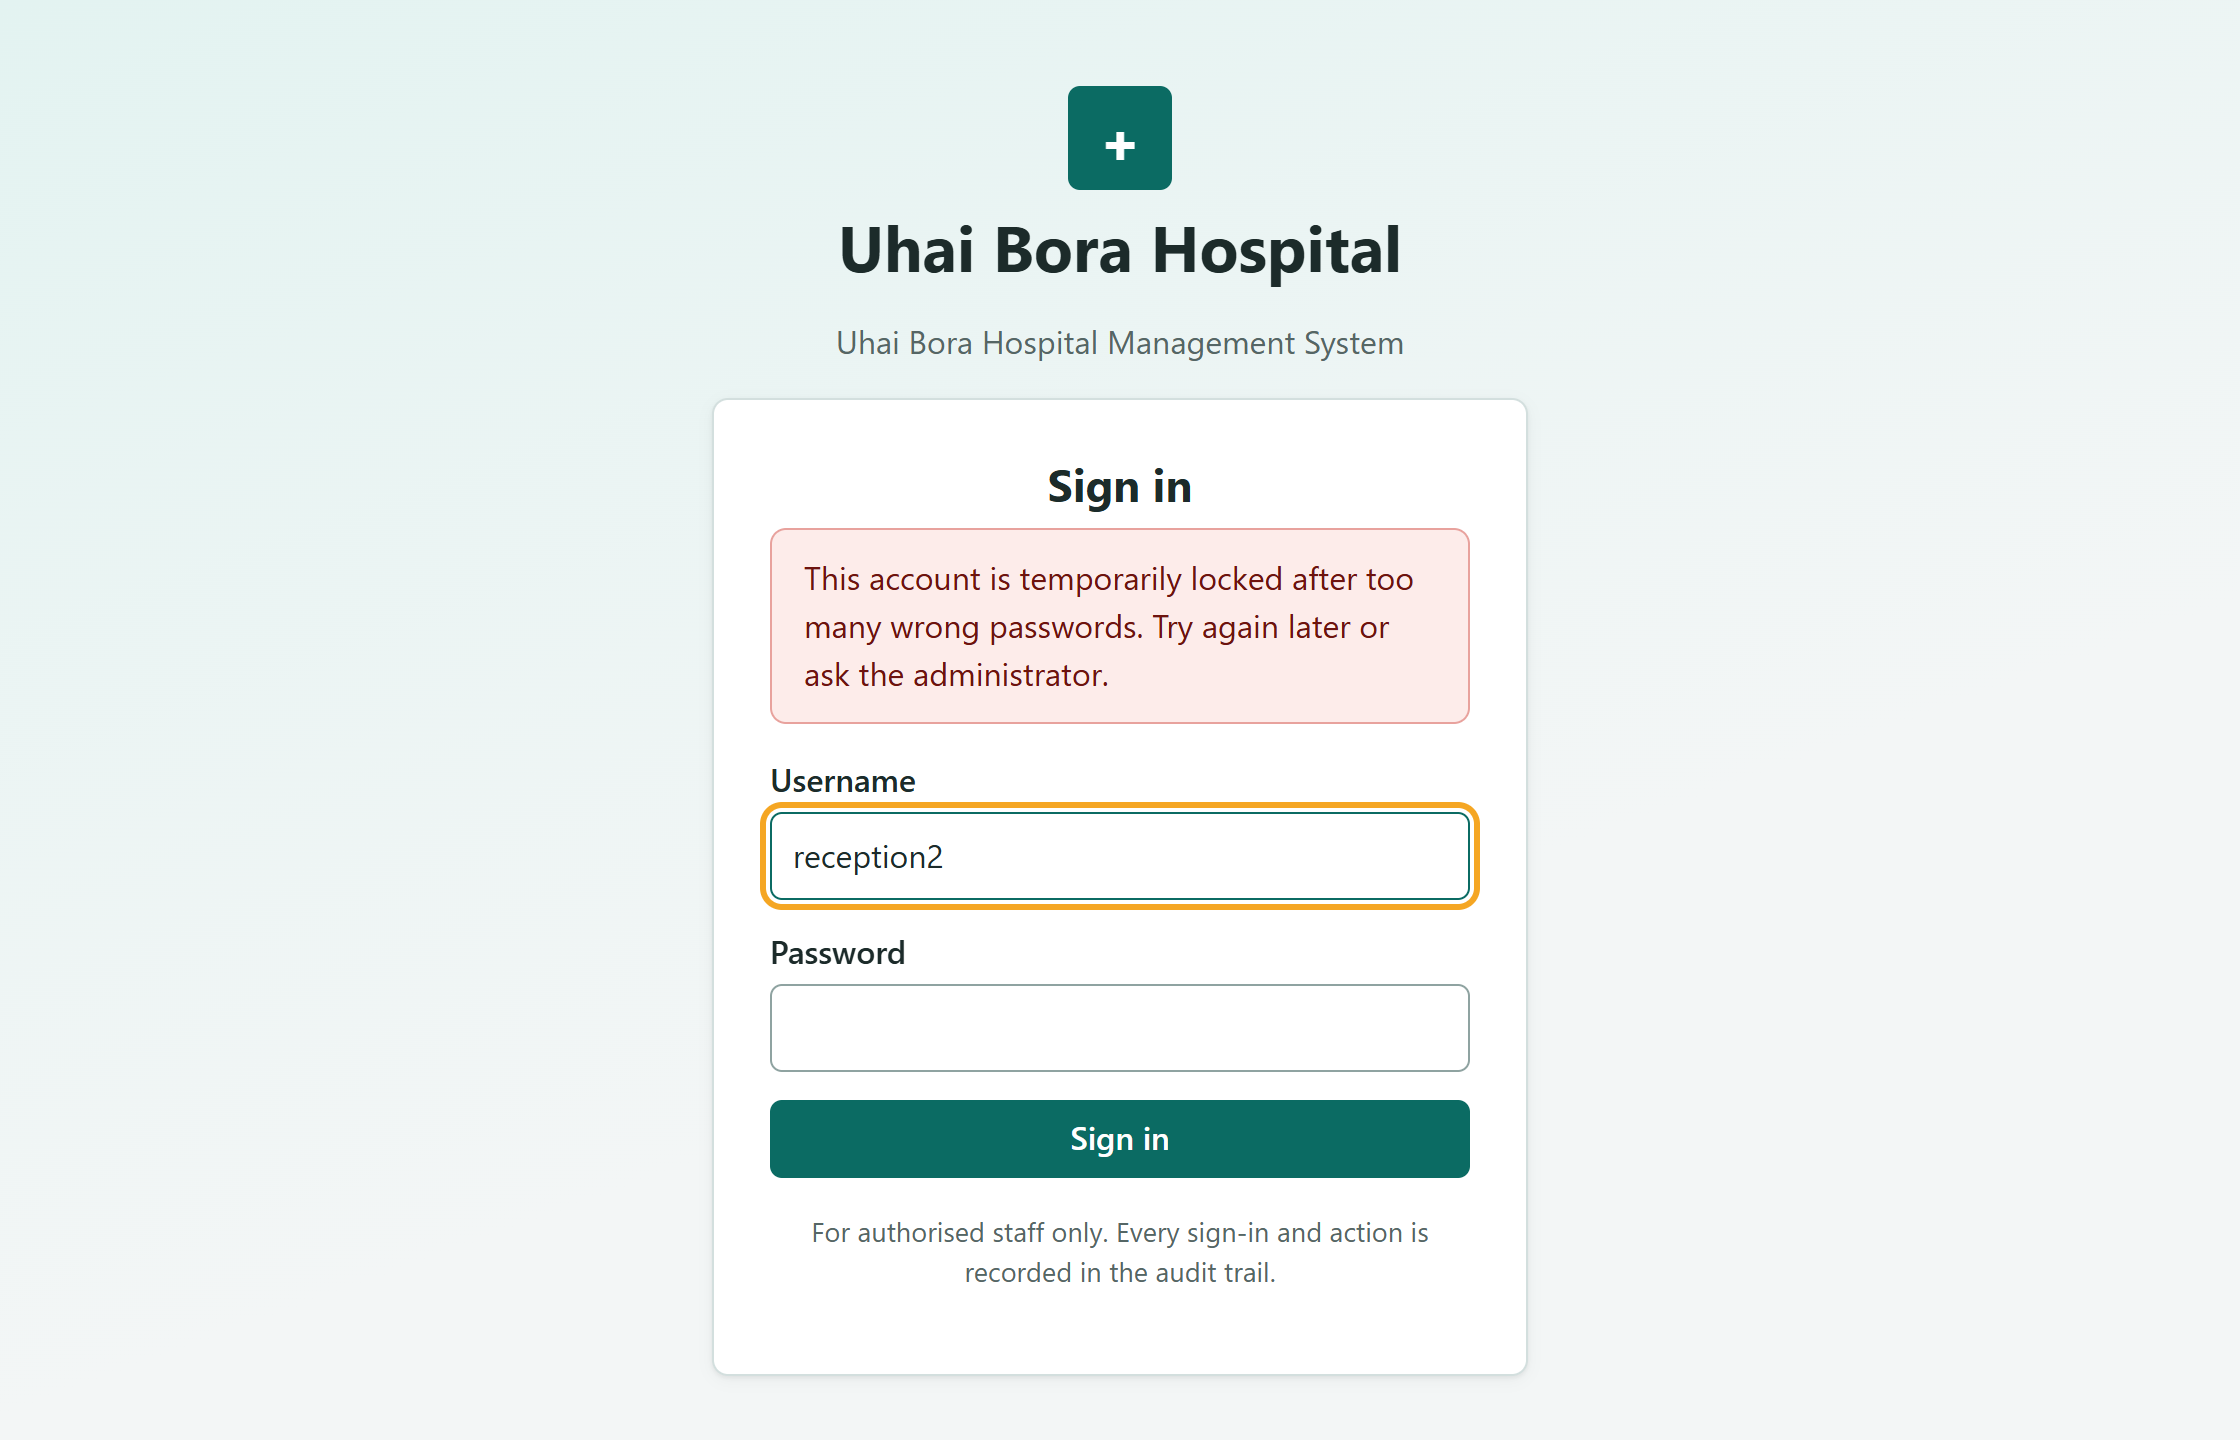 +
Uhai Bora Hospital
Uhai Bora Hospital Management System
Sign in
This account is temporarily locked after too
many wrong passwords. Try again later or
ask the administrator.
Username
reception2
Password
Sign in
For authorised staff only. Every sign-in and action is
recorded in the audit trail.